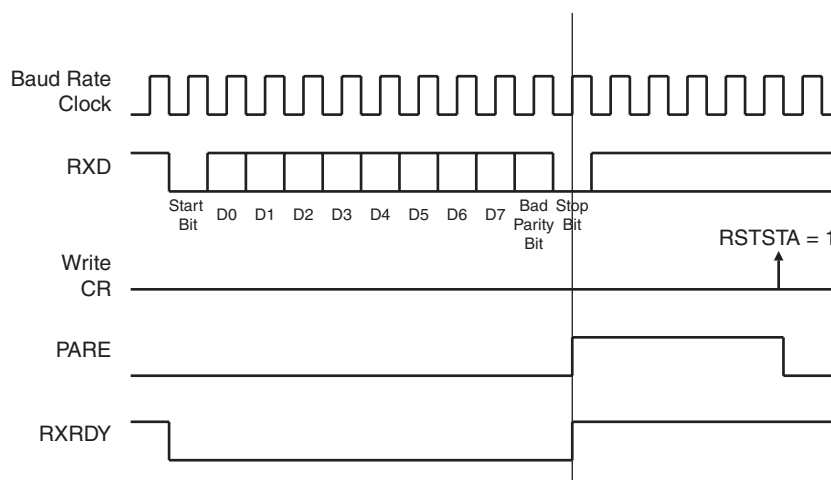 Baud Rate
Clock
RXD
Start
Bit
D0
D1
D2
D3
D4
D5
D6
D7
Bad
Parity
Bit
Stop
Bit
RSTSTA = 1
Write
CR
PARE
RXRDY